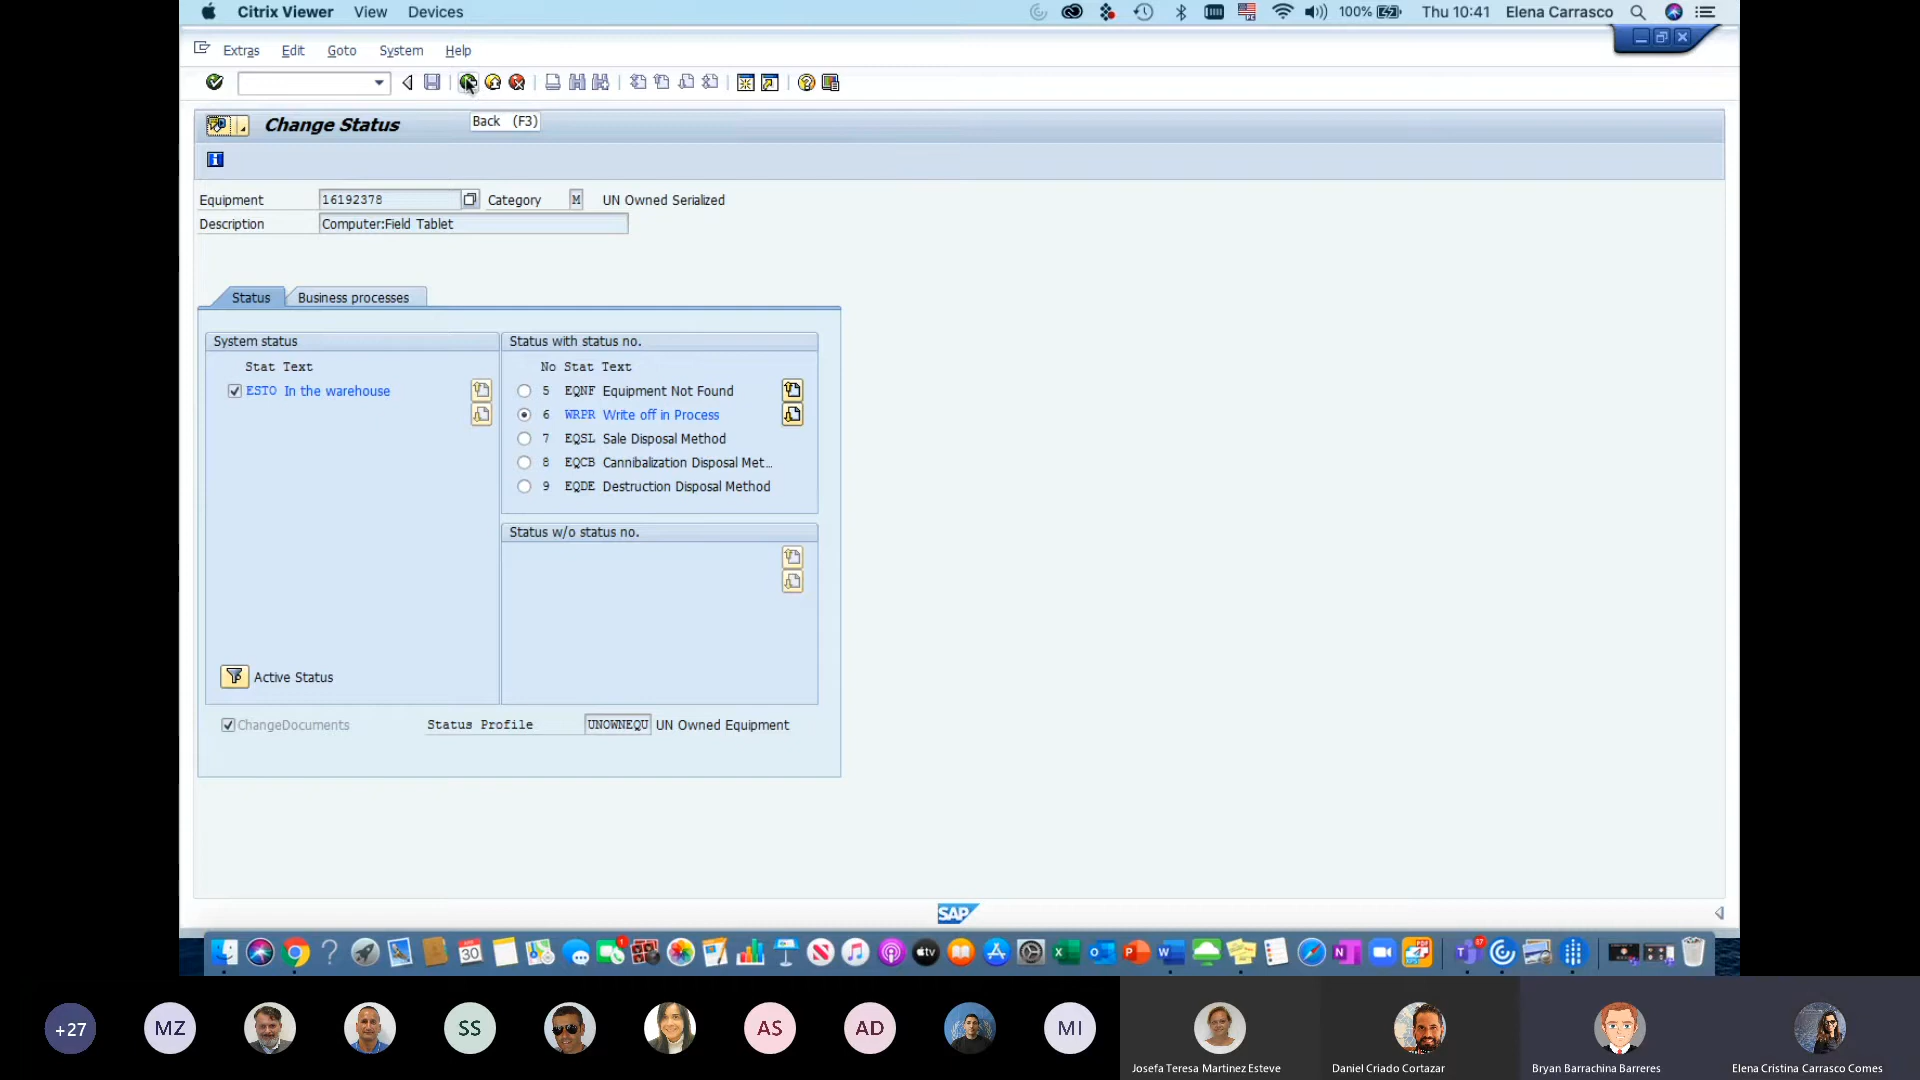 Citrix Viewer View Devices 100% Thu 10:41 Elena Carrasco
Extras Edit Goto System Help
Change Status Back (F3)
Equipment 16192378 Category M UN Owned Serialized
Description Computer:Field Tablet
Status Business processes
System status
Stat Text
ESTO In the warehouse
Status with status no.
No Stat Text
5 EQNF Equipment Not Found
6 WRPR Write off in Process
7 EQSL Sale Disposal Method
8 EQCB Cannibalization Disposal Met...
9 EQDE Destruction Disposal Method
Status w/o status no.
Active Status
ChangeDocuments Status Profile UNOWNEQU UN Owned Equipment
SAP
30
tv
+27 MZ SS AS AD MI
Josefa Teresa Martinez Esteve Daniel Criado Cortazar Bryan Barrachina Barreres Elena Cristina Carrasco Comes